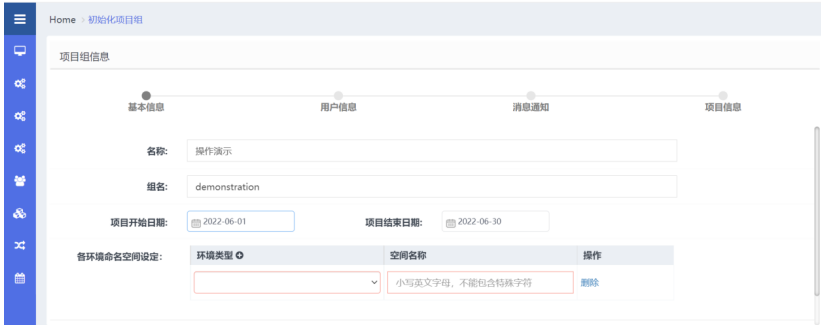 Home > 初始化项目组
项目组信息
基本信息 用户信息 消息通知 项目信息
名称: 操作演示
组名: demonstration
项目开始日期: 2022-06-01 项目结束日期: 2022-06-30
各环境命名空间设定: 环境类型 空间名称 操作
小写英文字母，不能包含特殊字符 删除